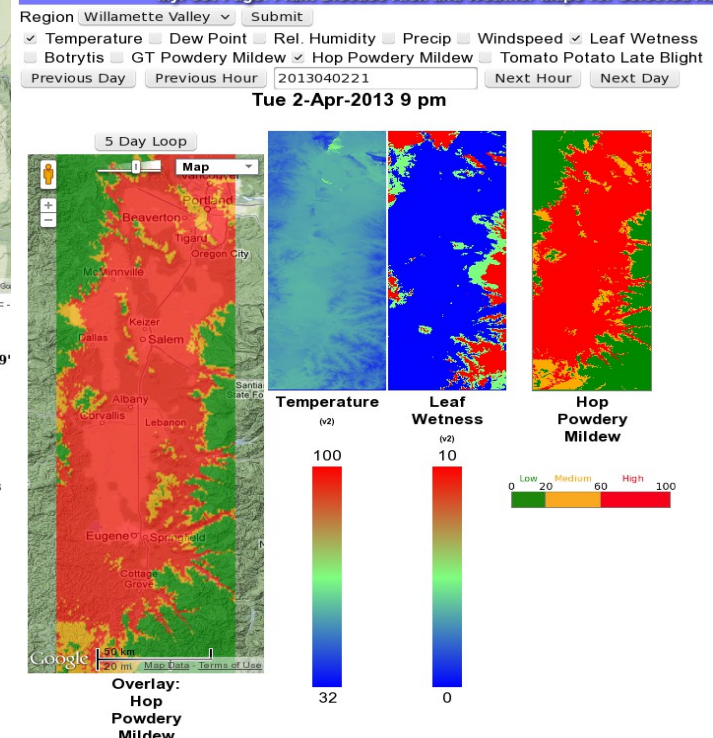 Region Willamette Valley Submit
Temperature Dew Point Rel. Humidity Precip Windspeed Leaf Wetness
Botrytis GT Powdery Mildew Hop Powdery Mildew Tomato Potato Late Blight
Previous Day Previous Hour 2013040221 Next Hour Next Day
Tue 2-Apr-2013 9 pm
5 Day Loop
Map
Vancouver
Portland
Beaverton
Tigard
Oregon City
McMinnville
Keizer
Dallas
Salem
Albany
Corvallis
Lebanon
Eugene
Springfield
Cottage
Grove
Google
50 km
20 mi
Map Data - Terms of Use
Overlay:
Hop
Powdery
Mildew
Temperature
(v2)
100
32
Leaf
Wetness
(v2)
10
0
Hop
Powdery
Mildew
Low Medium High
0 20 60 100